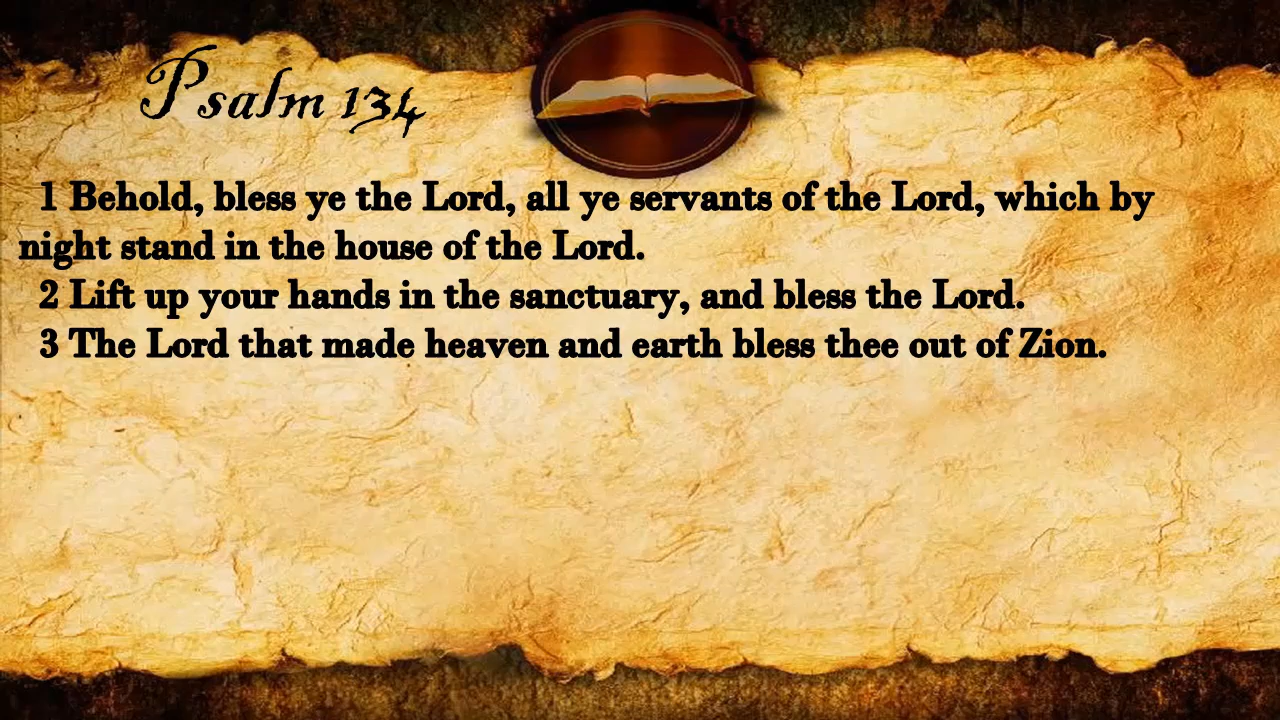 Psalm 134
1 Behold, bless ye the Lord, all ye servants of the Lord, which by
night stand in the house of the Lord.
2 Lift up your hands in the sanctuary, and bless the Lord.
3 The Lord that made heaven and earth bless thee out of Zion.